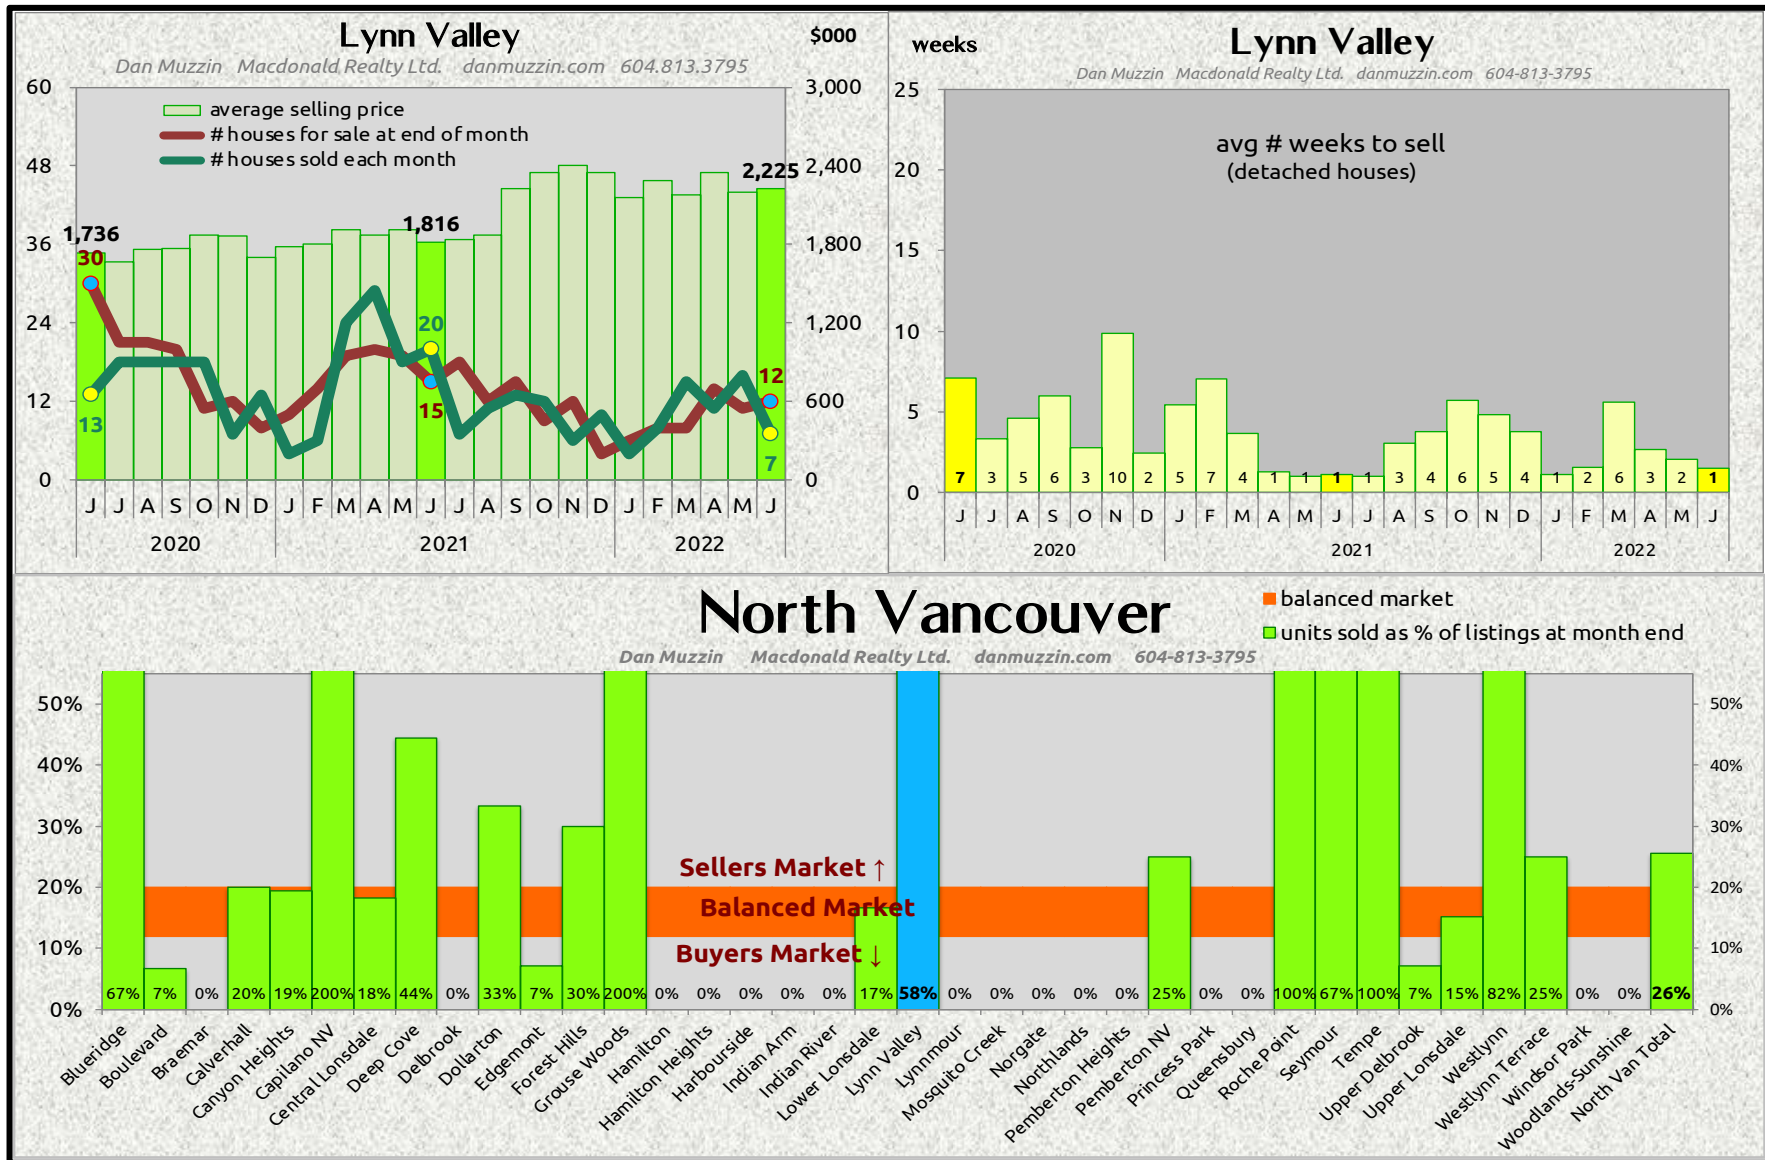 Lynn Valley
$000
Dan Muzzin Macdonald Realty Ltd. danmuzzin.com 604.813.3795
60 3,000
average selling price
# houses for sale at end of month
# houses sold each month
48 2,400
2,225
1,736 1,816
36 1,800
30
24 20 1,200
12 15 12 600
13 7
0 0
J J A S O N D J F M A M J J A S O N D J F M A M J
2020 2021 2022
weeks
Lynn Valley
Dan Muzzin Macdonald Realty Ltd. danmuzzin.com 604-813-3795
25
avg # weeks to sell
(detached houses)
20
15
10
5
0
7 3 5 6 3 10 2 5 7 4 1 1 1 1 3 4 6 5 4 1 2 6 3 2 1
J J A S O N D J F M A M J J A S O N D J F M A M J
2020 2021 2022
North Vancouver
balanced market
units sold as % of listings at month end
Dan Muzzin Macdonald Realty Ltd. danmuzzin.com 604-813-3795
50% 50%
40% 40%
30% 30%
Sellers Market ↑
20% 20%
Balanced Market
10% 10%
Buyers Market ↓
0% 0%
67% 7% 0% 20% 19% 200% 18% 44% 0% 33% 7% 30% 200% 0% 0% 0% 0% 0% 17% 58% 0% 0% 0% 0% 0% 25% 0% 0% 100% 67% 100% 7% 15% 82% 25% 0% 0% 26%
Blueridge
Boulevard
Braemar
Calverhall
Canyon Heights
Capilano NV
Central Lonsdale
Deep Cove
Delbrook
Dollarton
Edgemont
Forest Hills
Grouse Woods
Hamilton
Hamilton Heights
Harbourside
Indian Arm
Indian River
Lower Lonsdale
Lynn Valley
Lynnmour
Mosquito Creek
Norgate
Northlands
Pemberton Heights
Pemberton NV
Princess Park
Queensbury
Roche Point
Seymour
Tempe
Upper Delbrook
Upper Lonsdale
Westlynn
Westlynn Terrace
Windsor Park
Woodlands-Sunshine
North Van Total